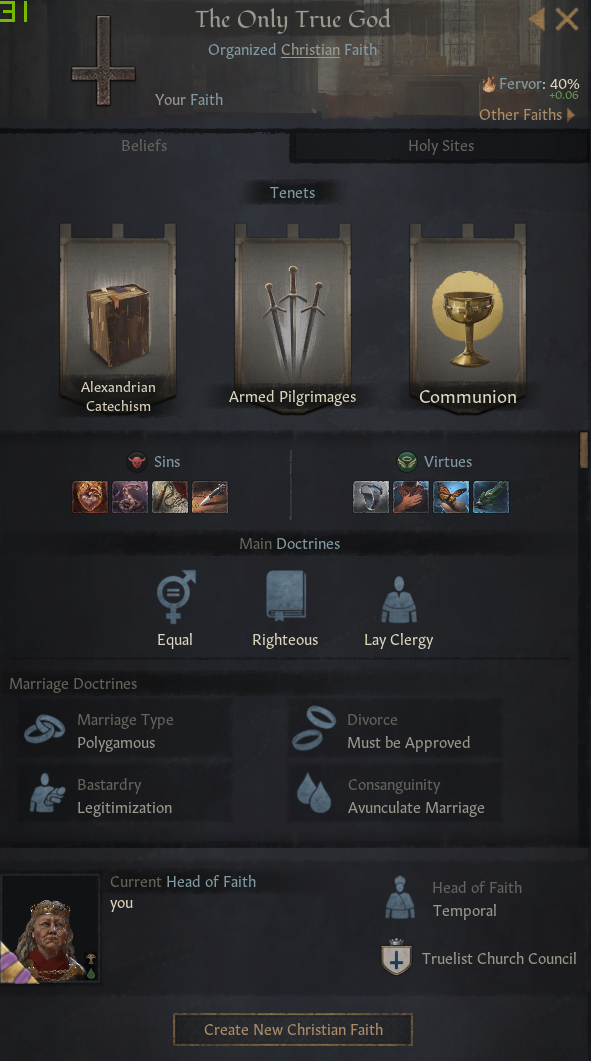 31
The Only True God
Organized Christian Faith
Your Faith
Fervor: 40%
+0.06
Other Faiths
Beliefs
Holy Sites
Tenets
Alexandrian
Catechism
Armed Pilgrimages
Communion
Sins
Virtues
Main Doctrines
Equal
Righteous
Lay Clergy
Marriage Doctrines
Marriage Type
Polygamous
Divorce
Must be Approved
Bastardry
Legitimization
Consanguinity
Avunculate Marriage
Current Head of Faith
you
Head of Faith
Temporal
Truelist Church Council
Create New Christian Faith